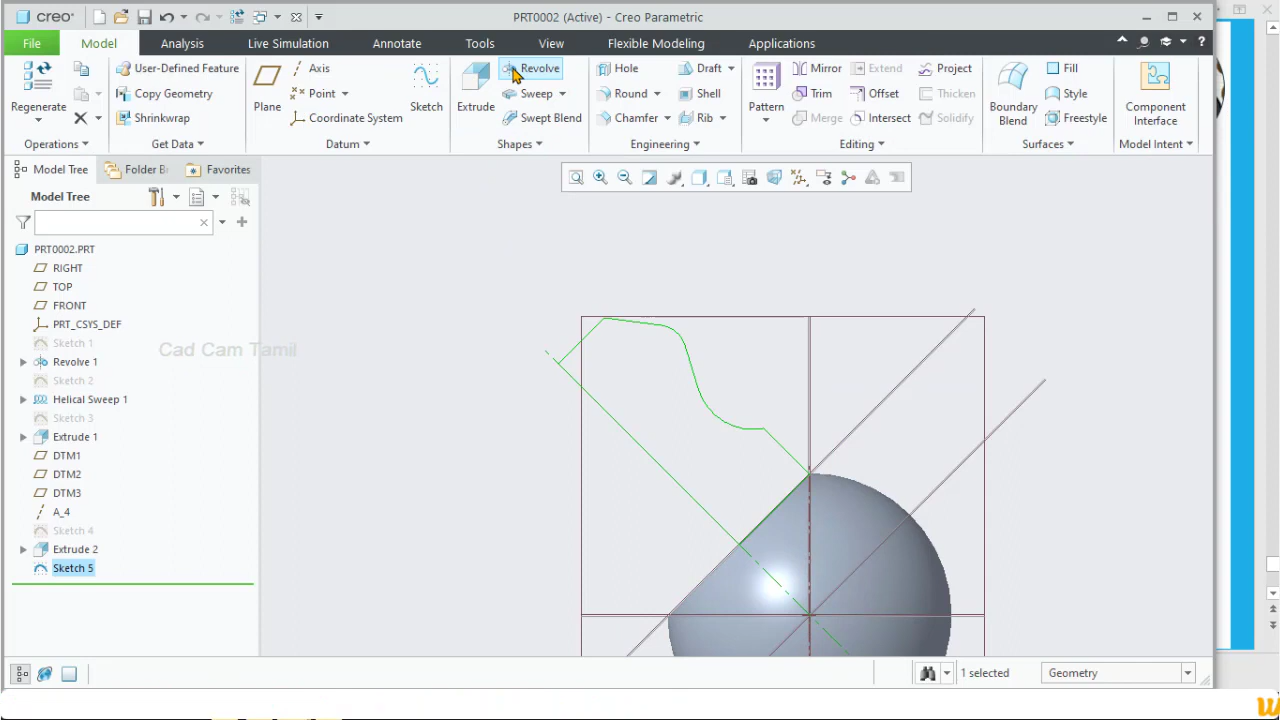 creo
PRT0002 (Active) - Creo Parametric
File
Model
Analysis
Live Simulation
Annotate
Tools
View
Flexible Modeling
Applications
Regenerate
Operations
User-Defined Feature
Copy Geometry
Shrinkwrap
Get Data
Plane
Axis
Point
Coordinate System
Sketch
Datum
Extrude
Revolve
Sweep
Swept Blend
Shapes
Hole
Draft
Round
Shell
Chamfer
Rib
Engineering
Pattern
Mirror
Extend
Project
Trim
Offset
Thicken
Merge
Intersect
Solidify
Editing
Boundary
Blend
Fill
Style
Freestyle
Surfaces
Component
Interface
Model Intent
Model Tree
Folder B
Favorites
Model Tree
PRT0002.PRT
RIGHT
TOP
FRONT
PRT_CSYS_DEF
Sketch 1
Cad Cam Tamil
Revolve 1
Sketch 2
Helical Sweep 1
Sketch 3
Extrude 1
DTM1
DTM2
DTM3
A_4
Sketch 4
Extrude 2
Sketch 5
1 selected
Geometry